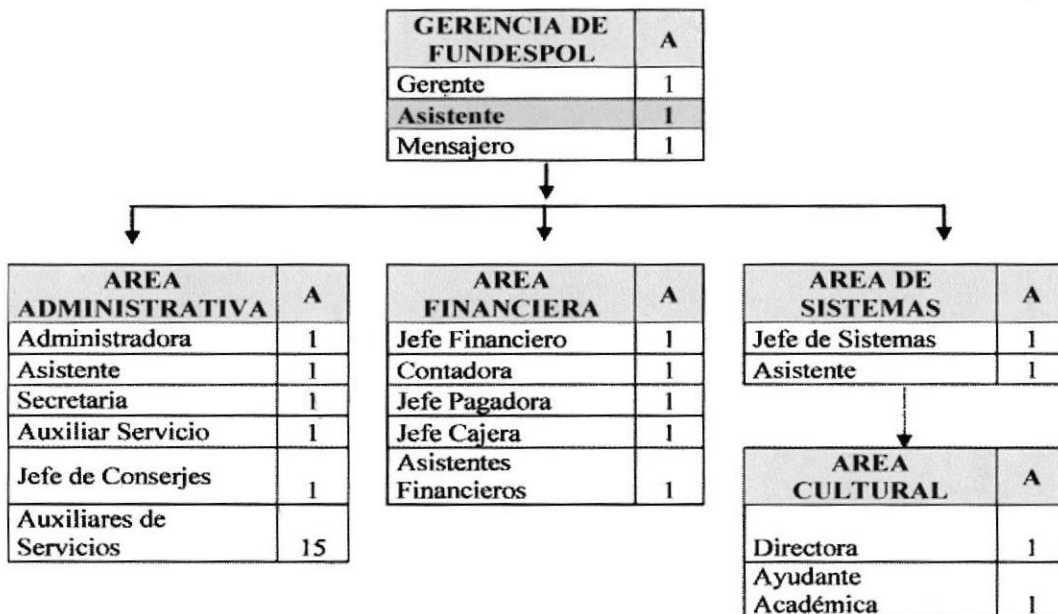 GERENCIA DE
FUNDESPOL A
Gerente 1
Asistente 1
Mensajero 1
AREA
ADMINISTRATIVA A
Administradora 1
Asistente 1
Secretaria 1
Auxiliar Servicio 1
Jefe de Conserjes 1
Auxiliares de
Servicios 15
AREA
FINANCIERA A
Jefe Financiero 1
Contadora 1
Jefe Pagadora 1
Jefe Cajera 1
Asistentes
Financieros 1
AREA DE
SISTEMAS A
Jefe de Sistemas 1
Asistente 1
AREA
CULTURAL A
Directora 1
Ayudante
Académica 1